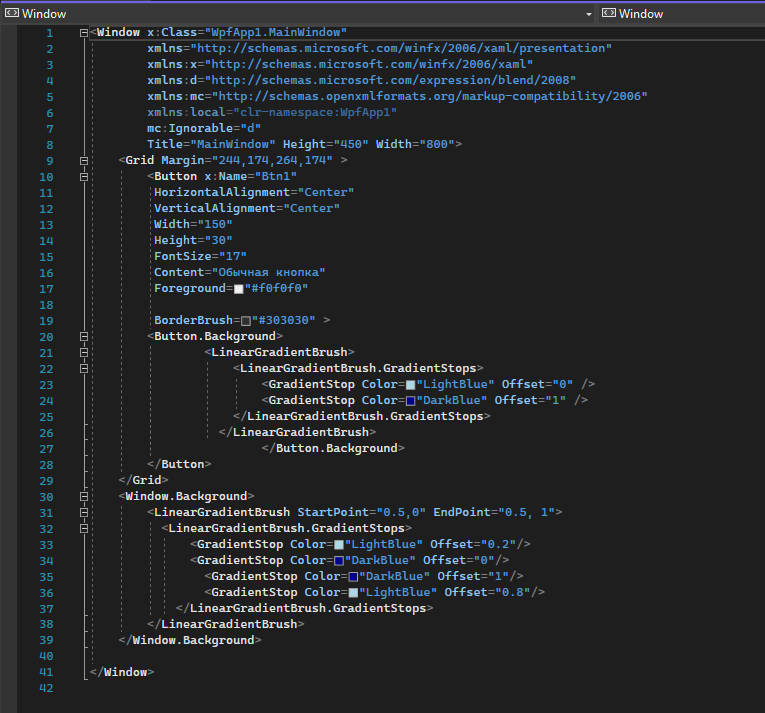 Window Window
1 <Window x:Class="WpfApp1.MainWindow"
2 xmlns="http://schemas.microsoft.com/winfx/2006/xaml/presentation"
3 xmlns:x="http://schemas.microsoft.com/winfx/2006/xaml"
4 xmlns:d="http://schemas.microsoft.com/expression/blend/2008"
5 xmlns:mc="http://schemas.openxmlformats.org/markup-compatibility/2006"
6 xmlns:local="clr-namespace:WpfApp1"
7 mc:Ignorable="d"
8 Title="MainWindow" Height="450" Width="800">
9 <Grid Margin="244,174,264,174" >
10 <Button x:Name="Btn1"
11 HorizontalAlignment="Center"
12 VerticalAlignment="Center"
13 Width="150"
14 Height="30"
15 FontSize="17"
16 Content="Обычная кнопка"
17 Foreground="#f0f0f0"
18
19 BorderBrush="#303030" >
20 <Button.Background>
21 <LinearGradientBrush>
22 <LinearGradientBrush.GradientStops>
23 <GradientStop Color="LightBlue" Offset="0" />
24 <GradientStop Color="DarkBlue" Offset="1" />
25 </LinearGradientBrush.GradientStops>
26 </LinearGradientBrush>
27 </Button.Background>
28 </Button>
29 </Grid>
30 <Window.Background>
31 <LinearGradientBrush StartPoint="0.5,0" EndPoint="0.5, 1">
32 <LinearGradientBrush.GradientStops>
33 <GradientStop Color="LightBlue" Offset="0.2"/>
34 <GradientStop Color="DarkBlue" Offset="0"/>
35 <GradientStop Color="DarkBlue" Offset="1"/>
36 <GradientStop Color="LightBlue" Offset="0.8"/>
37 </LinearGradientBrush.GradientStops>
38 </LinearGradientBrush>
39 </Window.Background>
40
41 </Window>
42